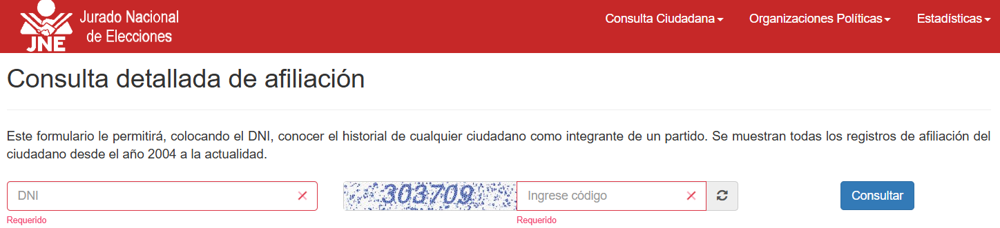 Jurado Nacional
de Elecciones
JNE
Consulta Ciudadana
Organizaciones Políticas
Estadísticas
Consulta detallada de afiliación
Este formulario le permitirá, colocando el DNI, conocer el historial de cualquier ciudadano como integrante de un partido. Se muestran todas los registros de afiliación del
ciudadano desde el año 2004 a la actualidad.
DNI
Ingrese código
Consultar
Requerido
Requerido